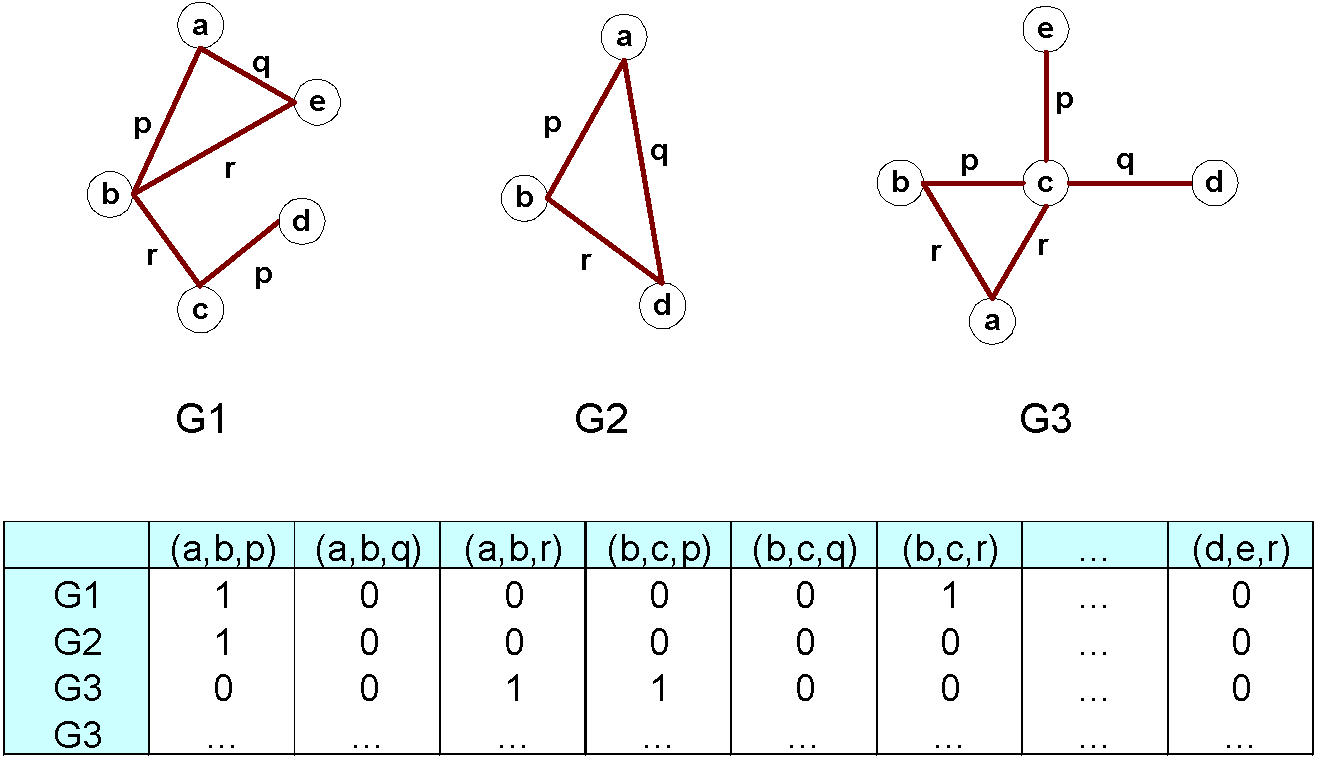 a
q
e
p
r
b
d
r
p
c
G1
a
p
q
b
r
d
G2
e
p
b
p
c
q
d
r
r
a
G3
(a,b,p) (a,b,q) (a,b,r) (b,c,p) (b,c,q) (b,c,r) … (d,e,r)
G1 1 0 0 0 0 1 … 0
G2 1 0 0 0 0 0 … 0
G3 0 0 1 1 0 0 … 0
G3 … … … … … … … …